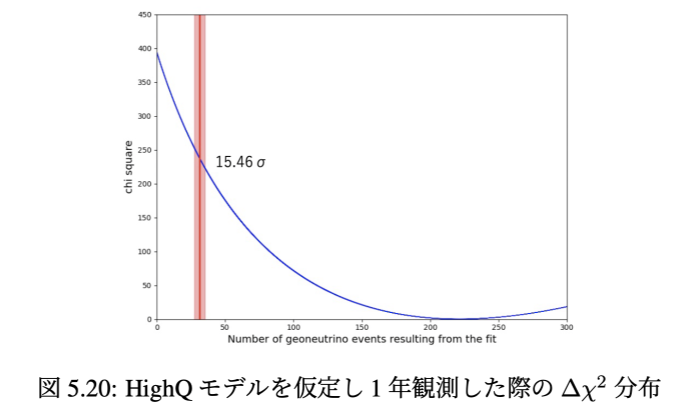 450
400
350
300
250
200
150
100
50
0
chi square
15.46 σ
0 50 100 150 200 250 300
Number of geoneutrino events resulting from the fit
図 5.20: HighQ モデルを仮定し 1 年観測した際の Δχ² 分布